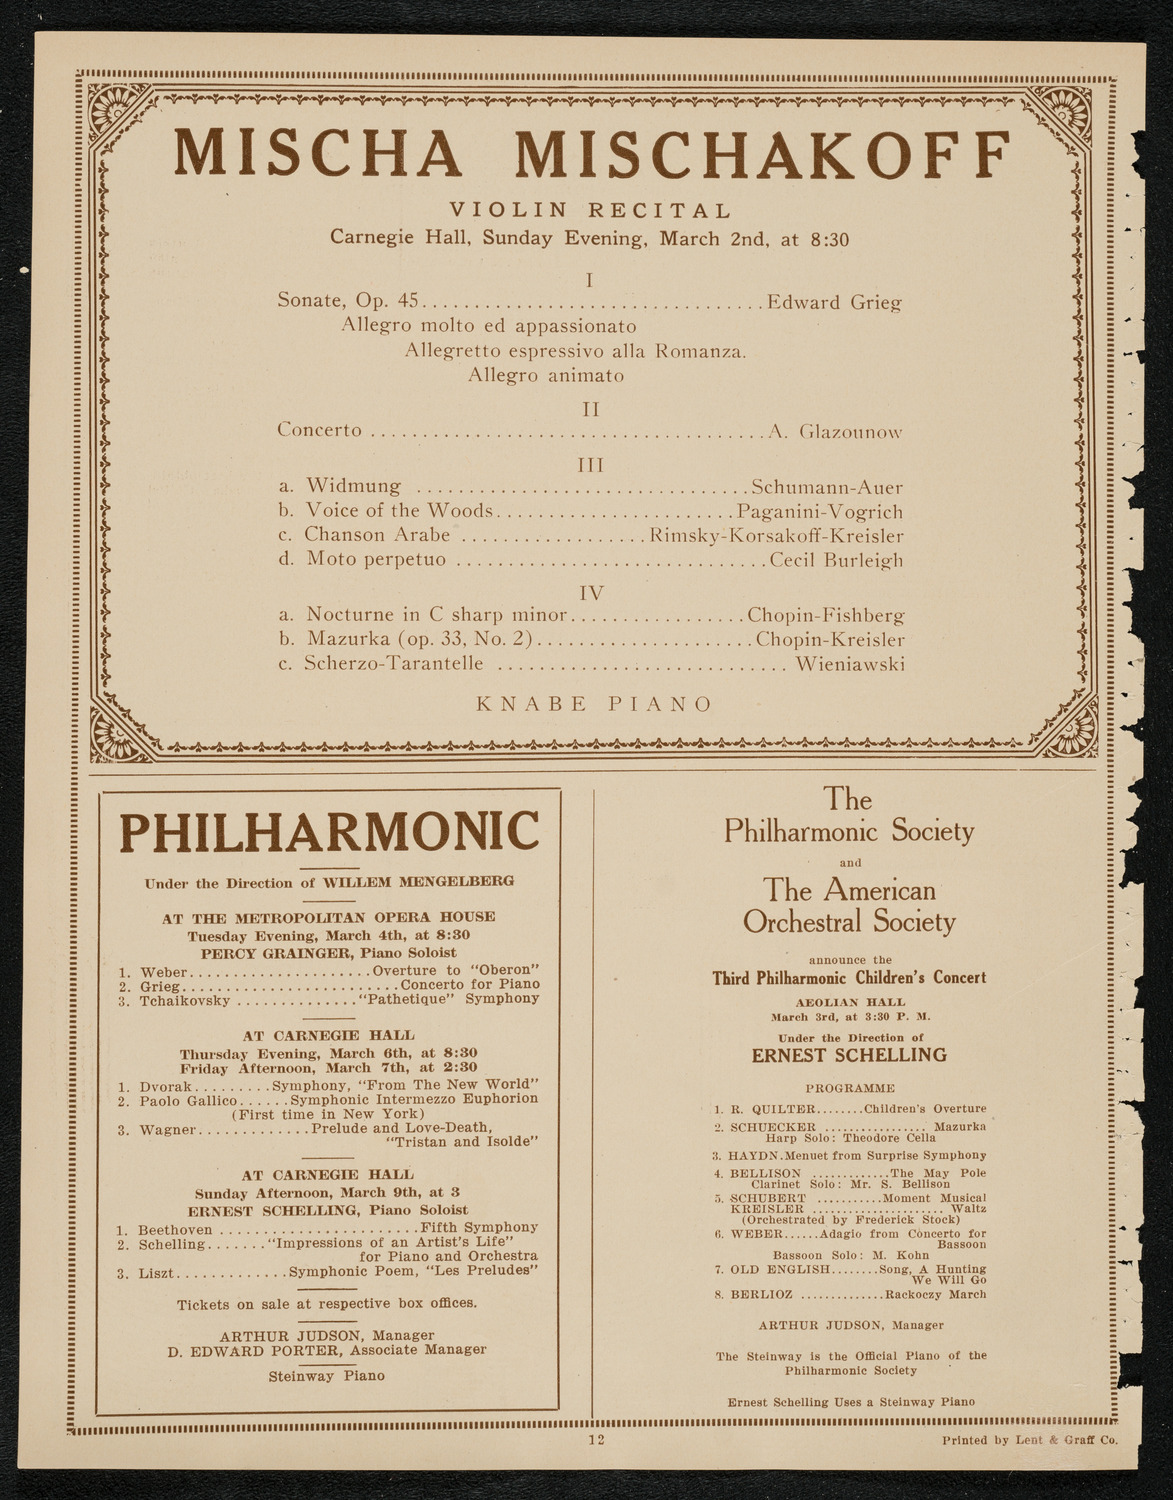 MISCHA MISCHAKOFF
VIOLIN RECITAL
Carnegie Hall, Sunday Evening, March 2nd, at 8:30
I
Sonate, Op. 45..............................Edward Grieg
Allegro molto ed appassionato
Allegretto espressivo alla Romanza.
Allegro animato
II
Concerto ...................................A. Glazounow
III
a. Widmung ..............................Schumann-Auer
b. Voice of the Woods.....................Paganini-Vogrich
c. Chanson Arabe .................Rimsky-Korsakoff-Kreisler
d. Moto perpetuo ............................Cecil Burleigh
IV
a. Nocturne in C sharp minor................Chopin-Fishberg
b. Mazurka (op. 33, No. 2)...................Chopin-Kreisler
c. Scherzo-Tarantelle .......................... Wieniawski
KNABE PIANO
PHILHARMONIC
Under the Direction of WILLEM MENGELBERG
AT THE METROPOLITAN OPERA HOUSE
Tuesday Evening, March 4th, at 8:30
PERCY GRAINGER, Piano Soloist
1. Weber....................Overture to "Oberon"
2. Grieg........................Concerto for Piano
3. Tchaikovsky .............."Pathetique" Symphony
AT CARNEGIE HALL
Thursday Evening, March 6th, at 8:30
Friday Afternoon, March 7th, at 2:30
1. Dvorak.........Symphony, "From The New World"
2. Paolo Gallico......Symphonic Intermezzo Euphorion
(First time in New York)
3. Wagner.............Prelude and Love-Death,
"Tristan and Isolde"
AT CARNEGIE HALL
Sunday Afternoon, March 9th, at 3
ERNEST SCHELLING, Piano Soloist
1. Beethoven ......................Fifth Symphony
2. Schelling......."Impressions of an Artist's Life"
for Piano and Orchestra
3. Liszt.............Symphonic Poem, "Les Preludes"
Tickets on sale at respective box offices.
ARTHUR JUDSON, Manager
D. EDWARD PORTER, Associate Manager
Steinway Piano
The
Philharmonic Society
and
The American
Orchestral Society
announce the
Third Philharmonic Children's Concert
AEOLIAN HALL
March 3rd, at 3:30 P. M.
Under the Direction of
ERNEST SCHELLING
PROGRAMME
1. R. QUILTER........Children's Overture
2. SCHUECKER ................ Mazurka
Harp Solo: Theodore Cella
3. HAYDN.Menuet from Surprise Symphony
4. BELLISON ............The May Pole
Clarinet Solo: Mr. S. Bellison
5. SCHUBERT ..........Moment Musical
KREISLER ..................... Waltz
(Orchestrated by Frederick Stock)
6. WEBER......Adagio from Concerto for
Bassoon
Bassoon Solo: M. Kohn
7. OLD ENGLISH........Song, A Hunting
We Will Go
8. BERLIOZ .............Rackoczy March
ARTHUR JUDSON, Manager
The Steinway is the Official Piano of the
Philharmonic Society
Ernest Schelling Uses a Steinway Piano
12
Printed by Lent & Graff Co.